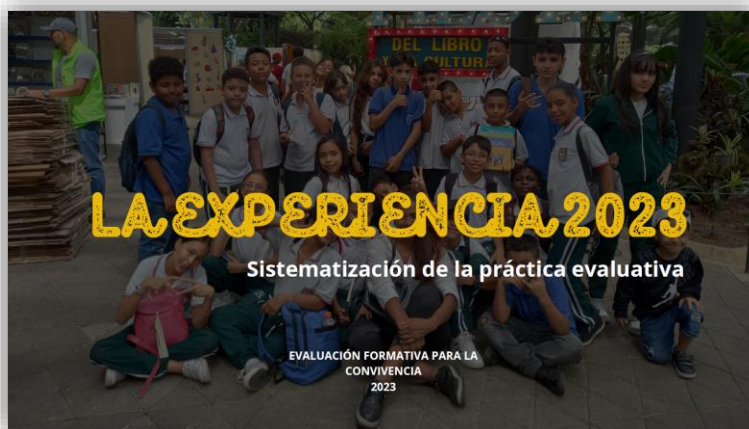 DEL LIBRO
Y LA CULTURA
LA EXPERIENCIA 2023
Sistematización de la práctica evaluativa
EVALUACIÓN FORMATIVA PARA LA
CONVIVENCIA
2023